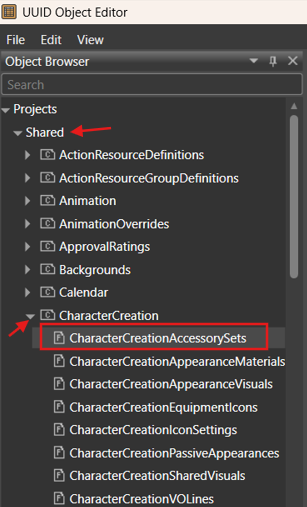 UUID Object Editor
File Edit View
Object Browser
Search
Projects
Shared
C ActionResourceDefinitions
C ActionResourceGroupDefinitions
C Animation
C AnimationOverrides
C ApprovalRatings
C Backgrounds
C Calendar
C CharacterCreation
F CharacterCreationAccessorySets
F CharacterCreationAppearanceMaterials
F CharacterCreationAppearanceVisuals
F CharacterCreationEquipmentIcons
F CharacterCreationIconSettings
F CharacterCreationPassiveAppearances
F CharacterCreationSharedVisuals
F CharacterCreationVOLines